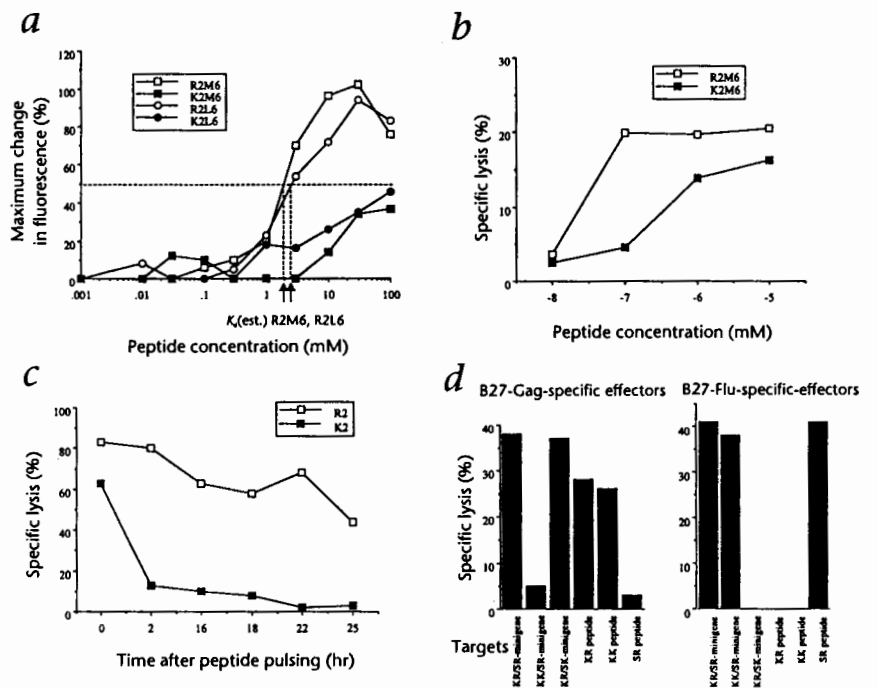 a
120
100
80
60
40
20
0
R2M6
K2M6
R2L6
K2L6
Maximum change
in fluorescence (%)
.001
.01
.1
1
10
100
(est.) R2M6, R2L6
Peptide concentration (mM)
b
30
20
10
0
R2M6
K2M6
Specific lysis (%)
-8
-7
-6
-5
Peptide concentration (mM)
c
100
80
60
40
20
0
R2
K2
Specific lysis (%)
0
2
16
18
22
25
Time after peptide pulsing (hr)
d
B27-Gag-specific effectors
B27-Flu-specific-effectors
40
30
20
10
0
Specific lysis (%)
40
30
20
10
0
Targets
KR/SR-minigene
KK/SR-minigene
KR/SK-minigene
KR peptide
KK peptide
SR peptide
KR/SR-minigene
KK/SR-minigene
KR/SK-minigene
KR peptide
KK peptide
SR peptide